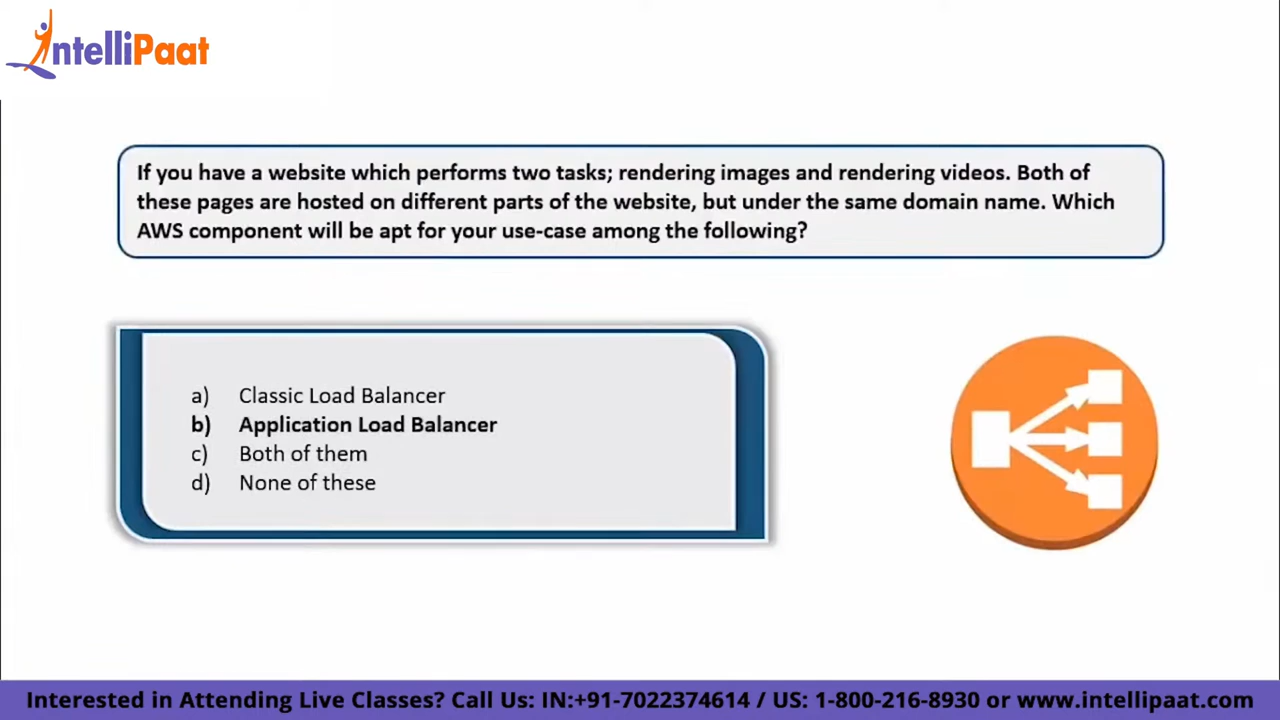 IntelliPaat
If you have a website which performs two tasks; rendering images and rendering videos. Both of
these pages are hosted on different parts of the website, but under the same domain name. Which
AWS component will be apt for your use-case among the following?
a) Classic Load Balancer
b) Application Load Balancer
c) Both of them
d) None of these
Interested in Attending Live Classes? Call Us: IN:+91-7022374614 / US: 1-800-216-8930 or www.intellipaat.com